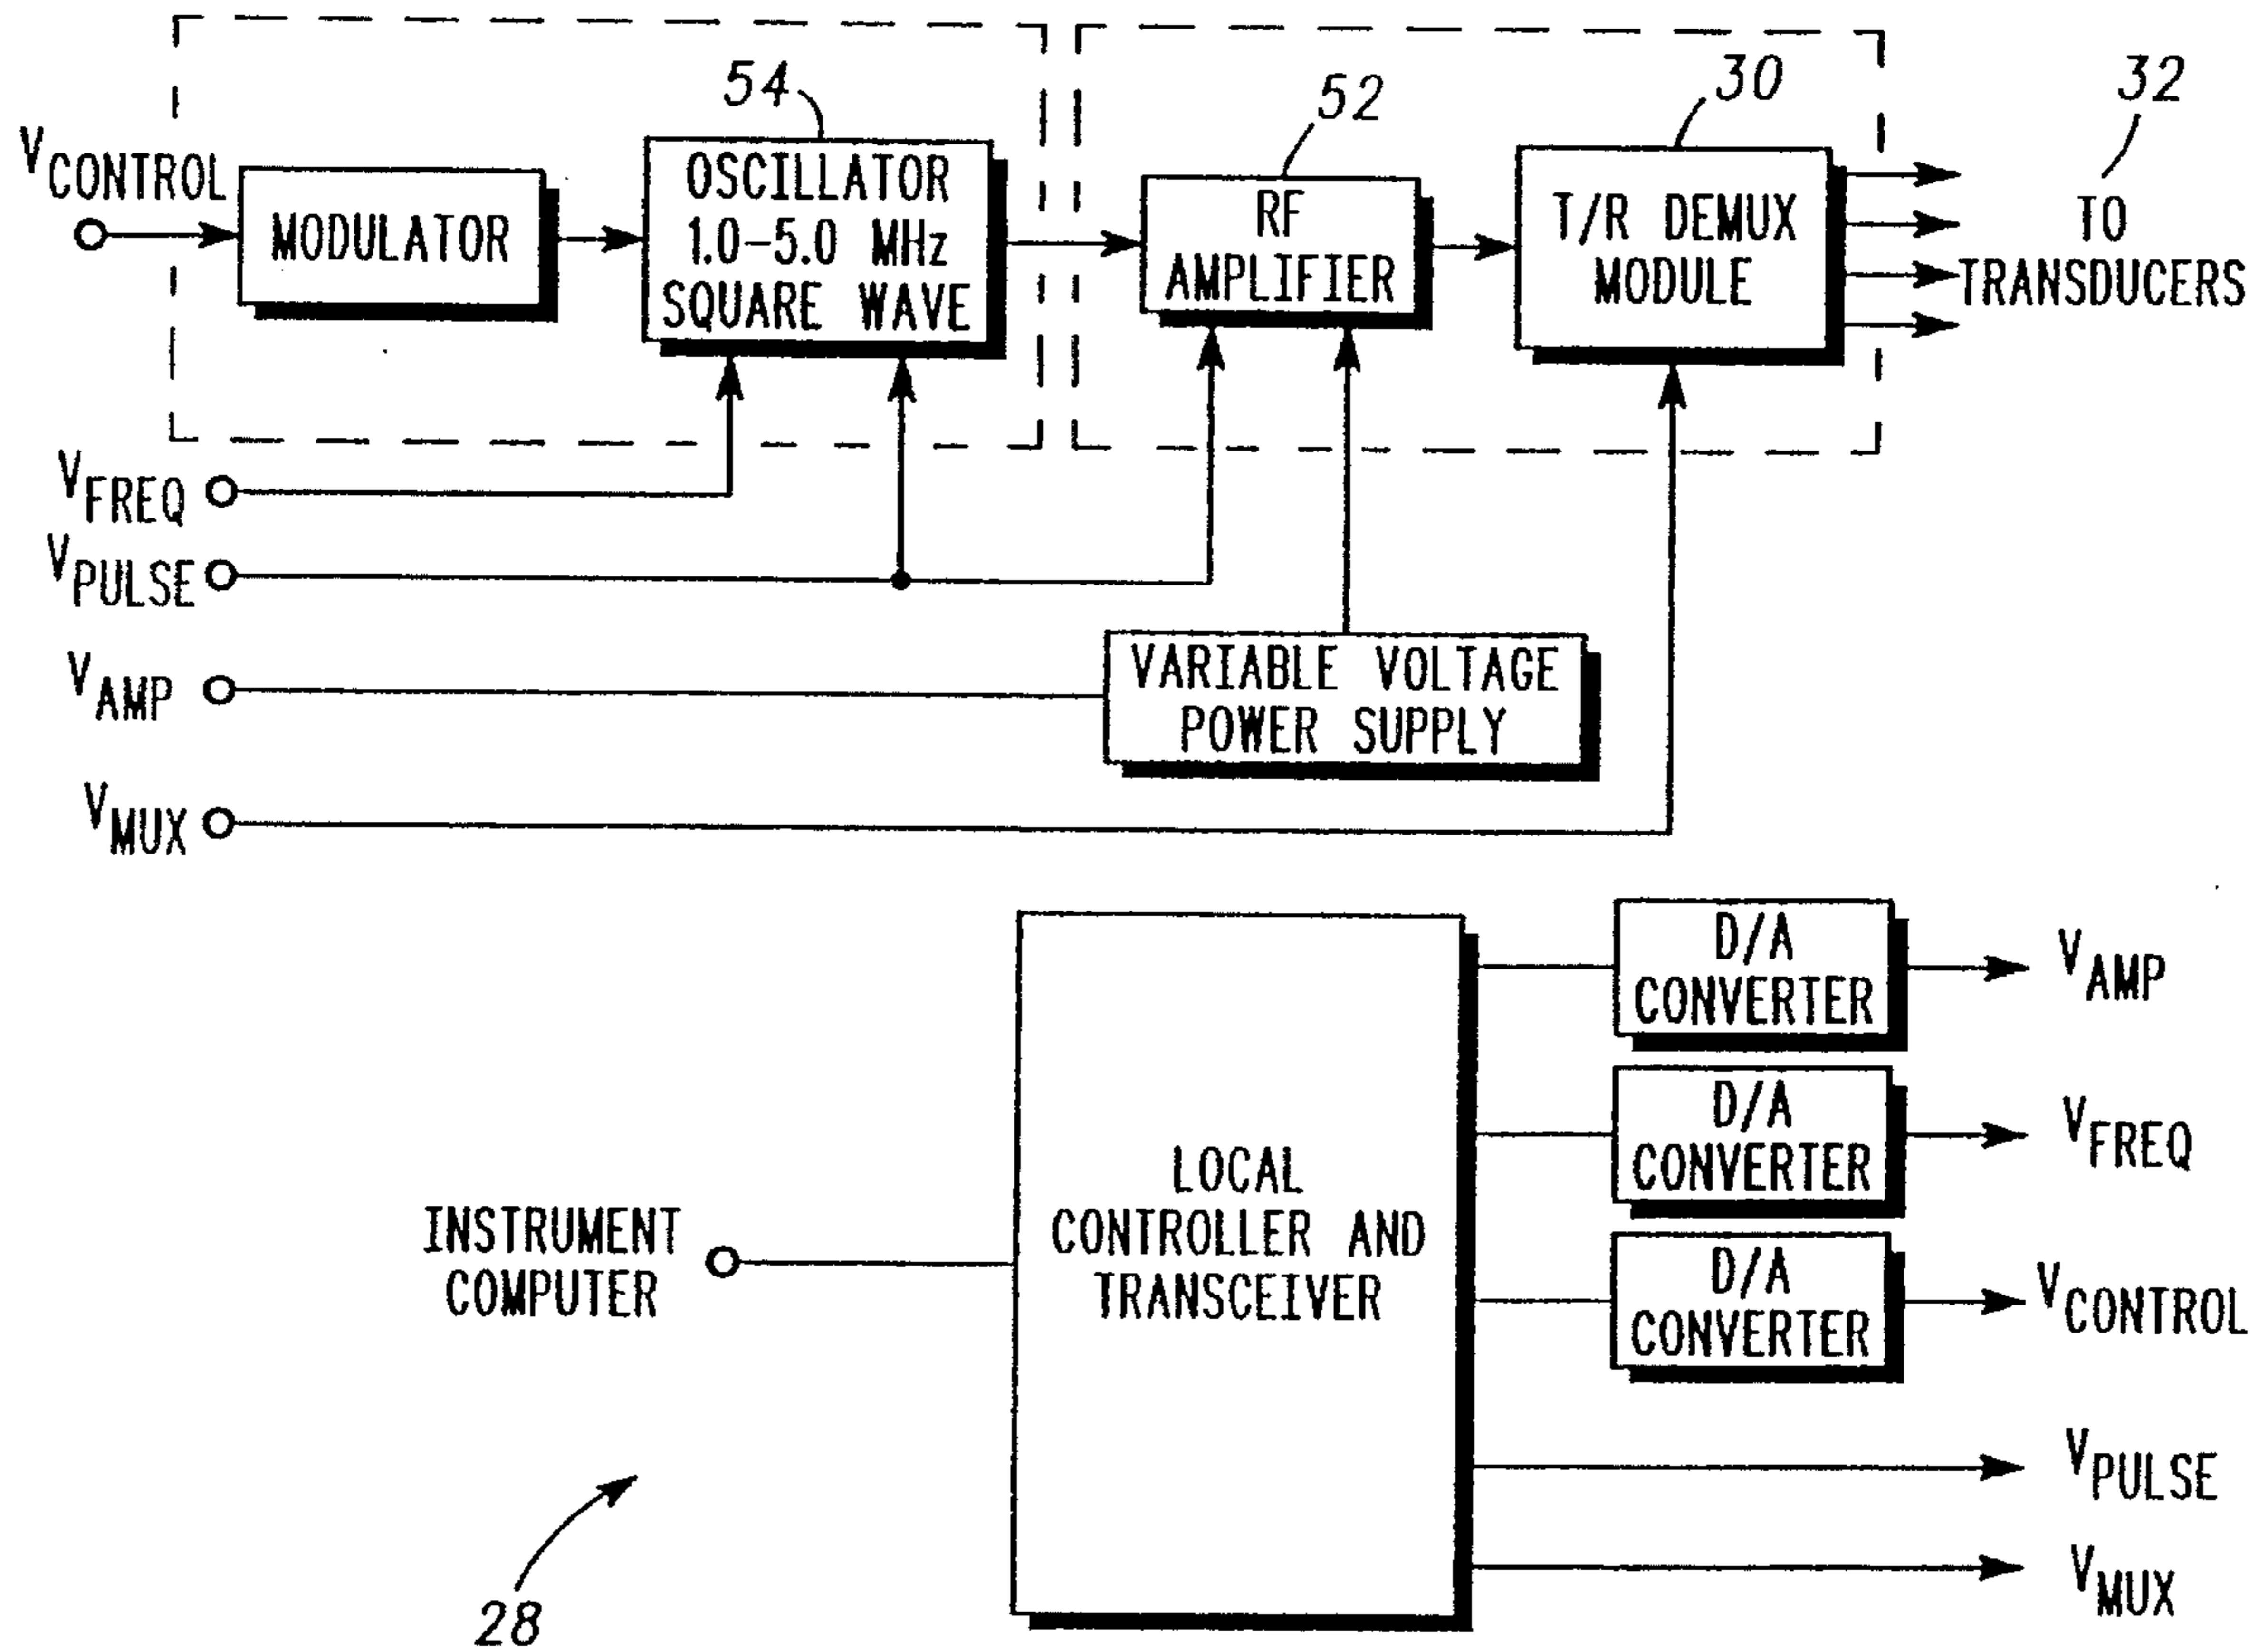 54
52
30
32
VCONTROL
MODULATOR
OSCILLATOR
1.0-5.0 MHz
SQUARE WAVE
RF
AMPLIFIER
T/R DEMUX
MODULE
TO
TRANSDUCERS
VFREQ
VPULSE
VAMP
VARIABLE VOLTAGE
POWER SUPPLY
VMUX
INSTRUMENT
COMPUTER
LOCAL
CONTROLLER AND
TRANSCEIVER
D/A
CONVERTER
VAMP
D/A
CONVERTER
VFREQ
D/A
CONVERTER
VCONTROL
VPULSE
VMUX
28